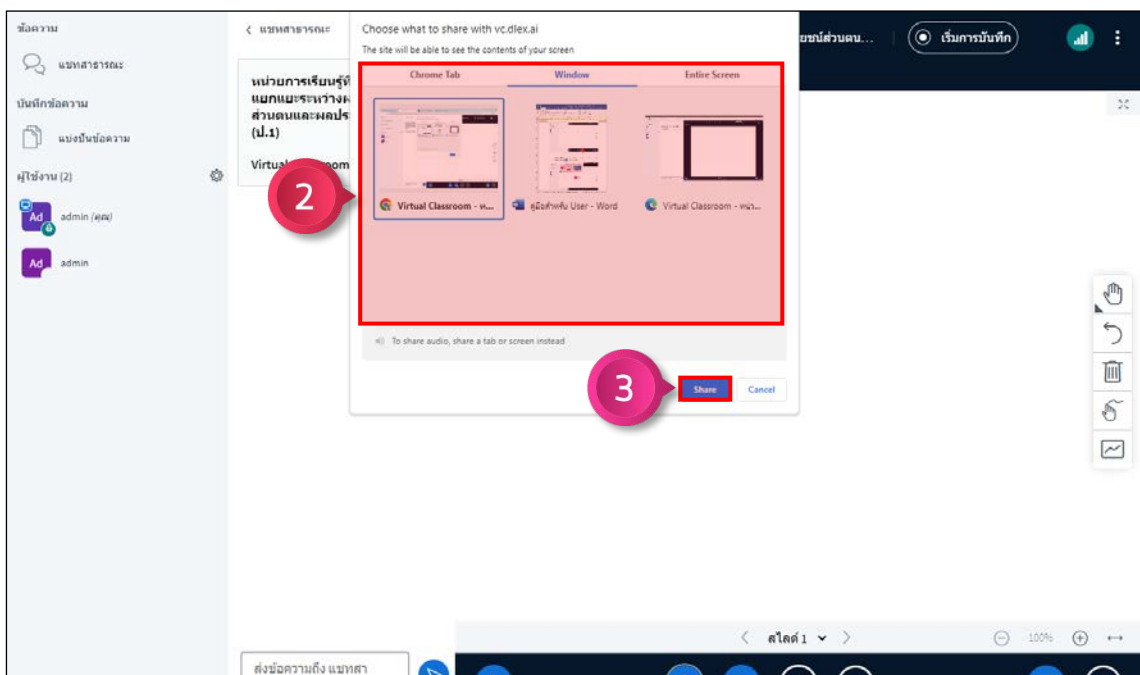 ข้อความ
แชทสาธารณะ
บันทึกข้อความ
แบ่งปันข้อความ
ผู้ใช้งาน (2)
Ad admin (คุณ)
Ad admin
แชทสาธารณะ
หน่วยการเรียนรู้ที่
แยกแยะระหว่างผ
ส่วนตนและผลประ
(ป.1)
Virtual
room
Choose what to share with vc.dlex.ai
The site will be able to see the contents of your screen
Chrome Tab Window Entire Screen
Virtual Classroom - ห... คู่มือสำหรับ User - Word Virtual Classroom - หน่ว...
To share audio, share a tab or screen instead
Share Cancel
2
3
ยชน์ส่วนตน... เริ่มการบันทึก
สไลด์ 1
100%
ส่งข้อความถึง แชทสา